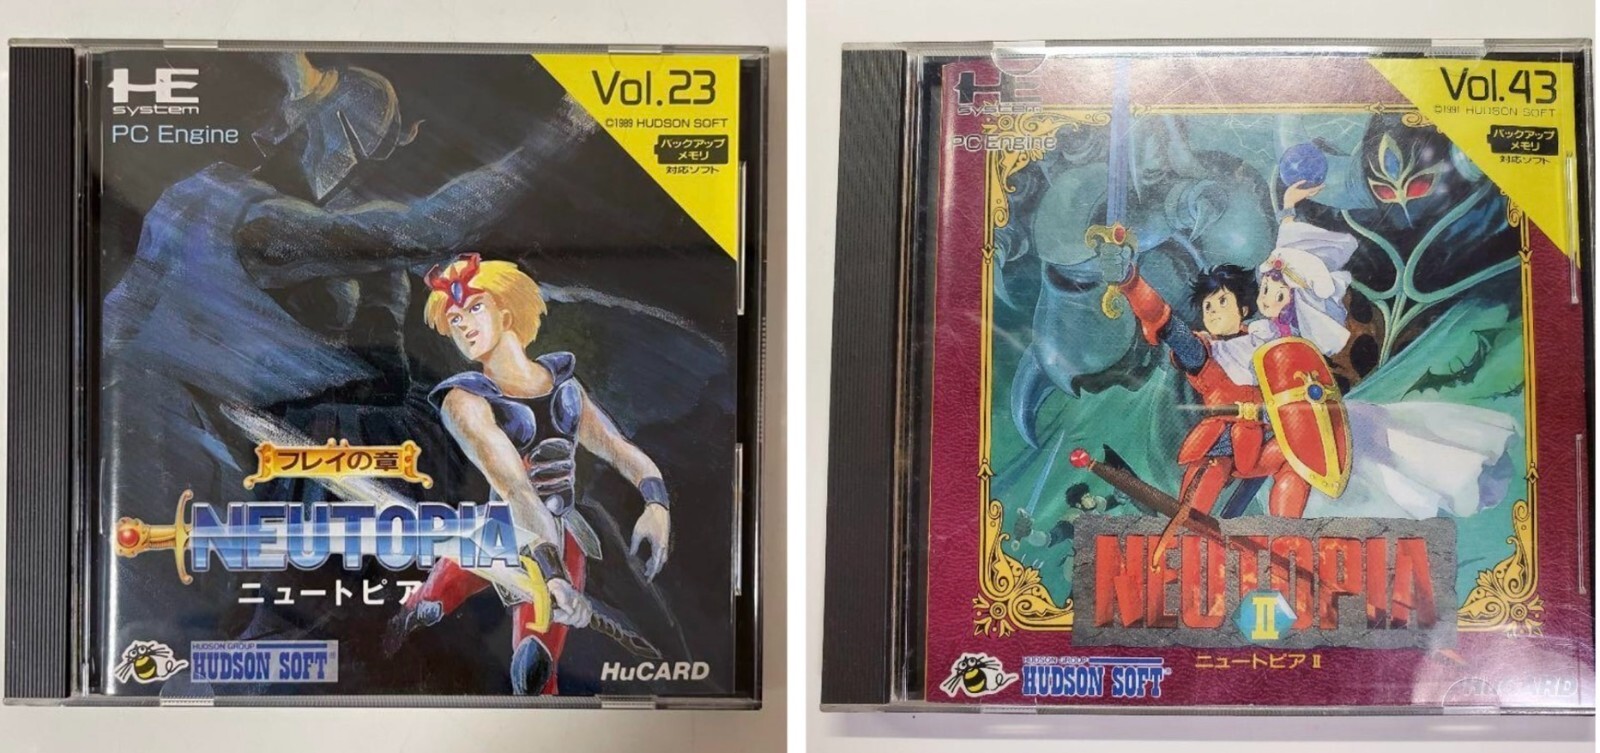 HE
system
PC Engine
Vol.23
©1989 HUDSON SOFT
バックアップ
メモリ
対応ソフト
フレイの章
NEUTOPIA
ニュートピア
HUDSON GROUP
HUDSON SOFT
HuCARD
HE
system
PC Engine
Vol.43
©1991 HUDSON SOFT
バックアップ
メモリ
対応ソフト
NEUTOPIA
II
ニュートピア II
HUDSON GROUP
HUDSON SOFT
HuCARD